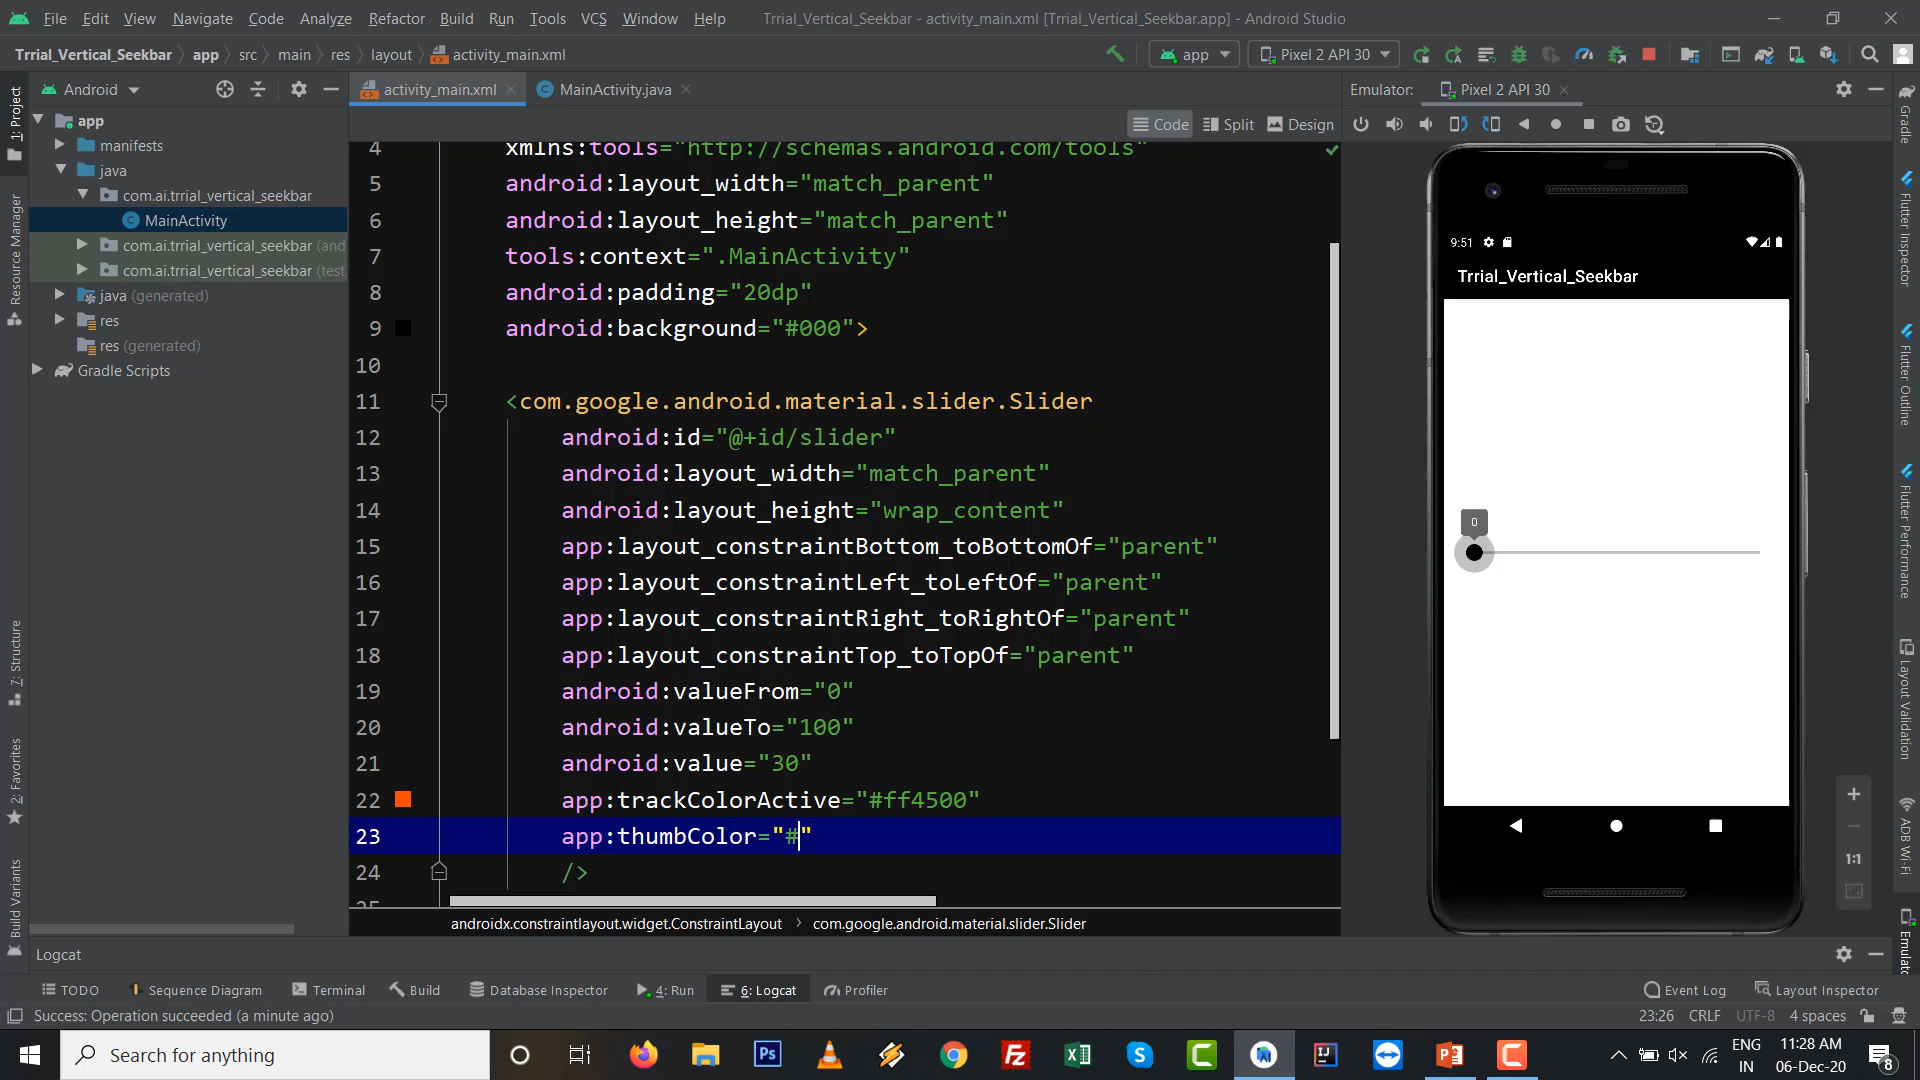 File Edit View Navigate Code Analyze Refactor Build Run Tools VCS Window Help Trrial_Vertical_Seekbar - activity_main.xml [Trrial_Vertical_Seekbar.app] - Android Studio
Trrial_Vertical_Seekbar app src main res layout activity_main.xml
app Pixel 2 API 30
Android
activity_main.xml MainActivity.java
Emulator: Pixel 2 API 30
Code Split Design
1: Project
Resource Manager
7: Structure
2: Favorites
Build Variants
app
manifests
java
com.ai.trrial_vertical_seekbar
MainActivity
com.ai.trrial_vertical_seekbar (and
com.ai.trrial_vertical_seekbar (test
java (generated)
res
res (generated)
Gradle Scripts
4 xmlns:tools="http://schemas.android.com/tools"
5 android:layout_width="match_parent"
6 android:layout_height="match_parent"
7 tools:context=".MainActivity"
8 android:padding="20dp"
9 android:background="#000">
10
11 <com.google.android.material.slider.Slider
12 android:id="@+id/slider"
13 android:layout_width="match_parent"
14 android:layout_height="wrap_content"
15 app:layout_constraintBottom_toBottomOf="parent"
16 app:layout_constraintLeft_toLeftOf="parent"
17 app:layout_constraintRight_toRightOf="parent"
18 app:layout_constraintTop_toTopOf="parent"
19 android:valueFrom="0"
20 android:valueTo="100"
21 android:value="30"
22 app:trackColorActive="#ff4500"
23 app:thumbColor="#"
24 />
25
androidx.constraintlayout.widget.ConstraintLayout com.google.android.material.slider.Slider
9:51
Trrial_Vertical_Seekbar
0
1:1
Gradle
Flutter Inspector
Flutter Outline
Flutter Performance
Layout Validation
ADB Wi-Fi
Emulato
Logcat
TODO Sequence Diagram Terminal Build Database Inspector 4: Run 6: Logcat Profiler Event Log Layout Inspector
Success: Operation succeeded (a minute ago) 23:26 CRLF UTF-8 4 spaces
Search for anything
ENG
IN
11:28 AM
06-Dec-20
8